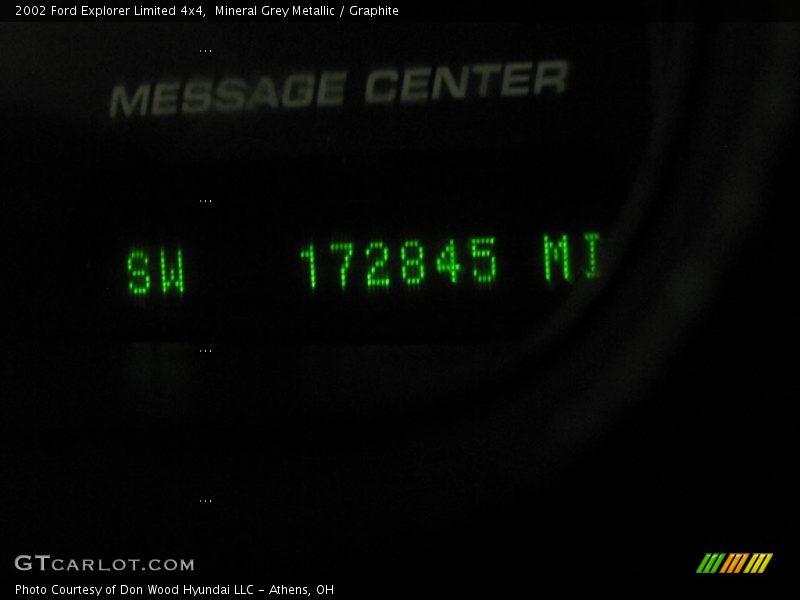 2002 Ford Explorer Limited 4x4,  Mineral Grey Metallic / Graphite
...
MESSAGE CENTER
...
SW 172845 MI
...
...
GTCARLOT.COM
Photo Courtesy of Don Wood Hyundai LLC - Athens, OH